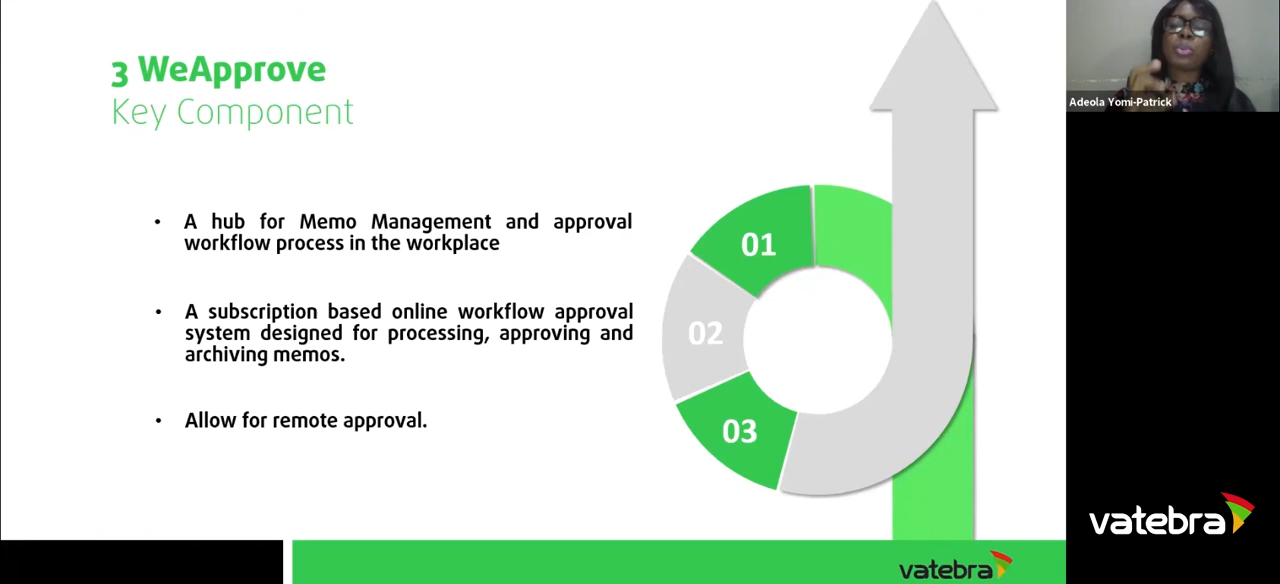 3 WeApprove
Key Component
• A hub for Memo Management and approval
workflow process in the workplace
• A subscription based online workflow approval
system designed for processing, approving and
archiving memos.
• Allow for remote approval.
01
02
03
vatebra
Adeola Yomi-Patrick
vatebra